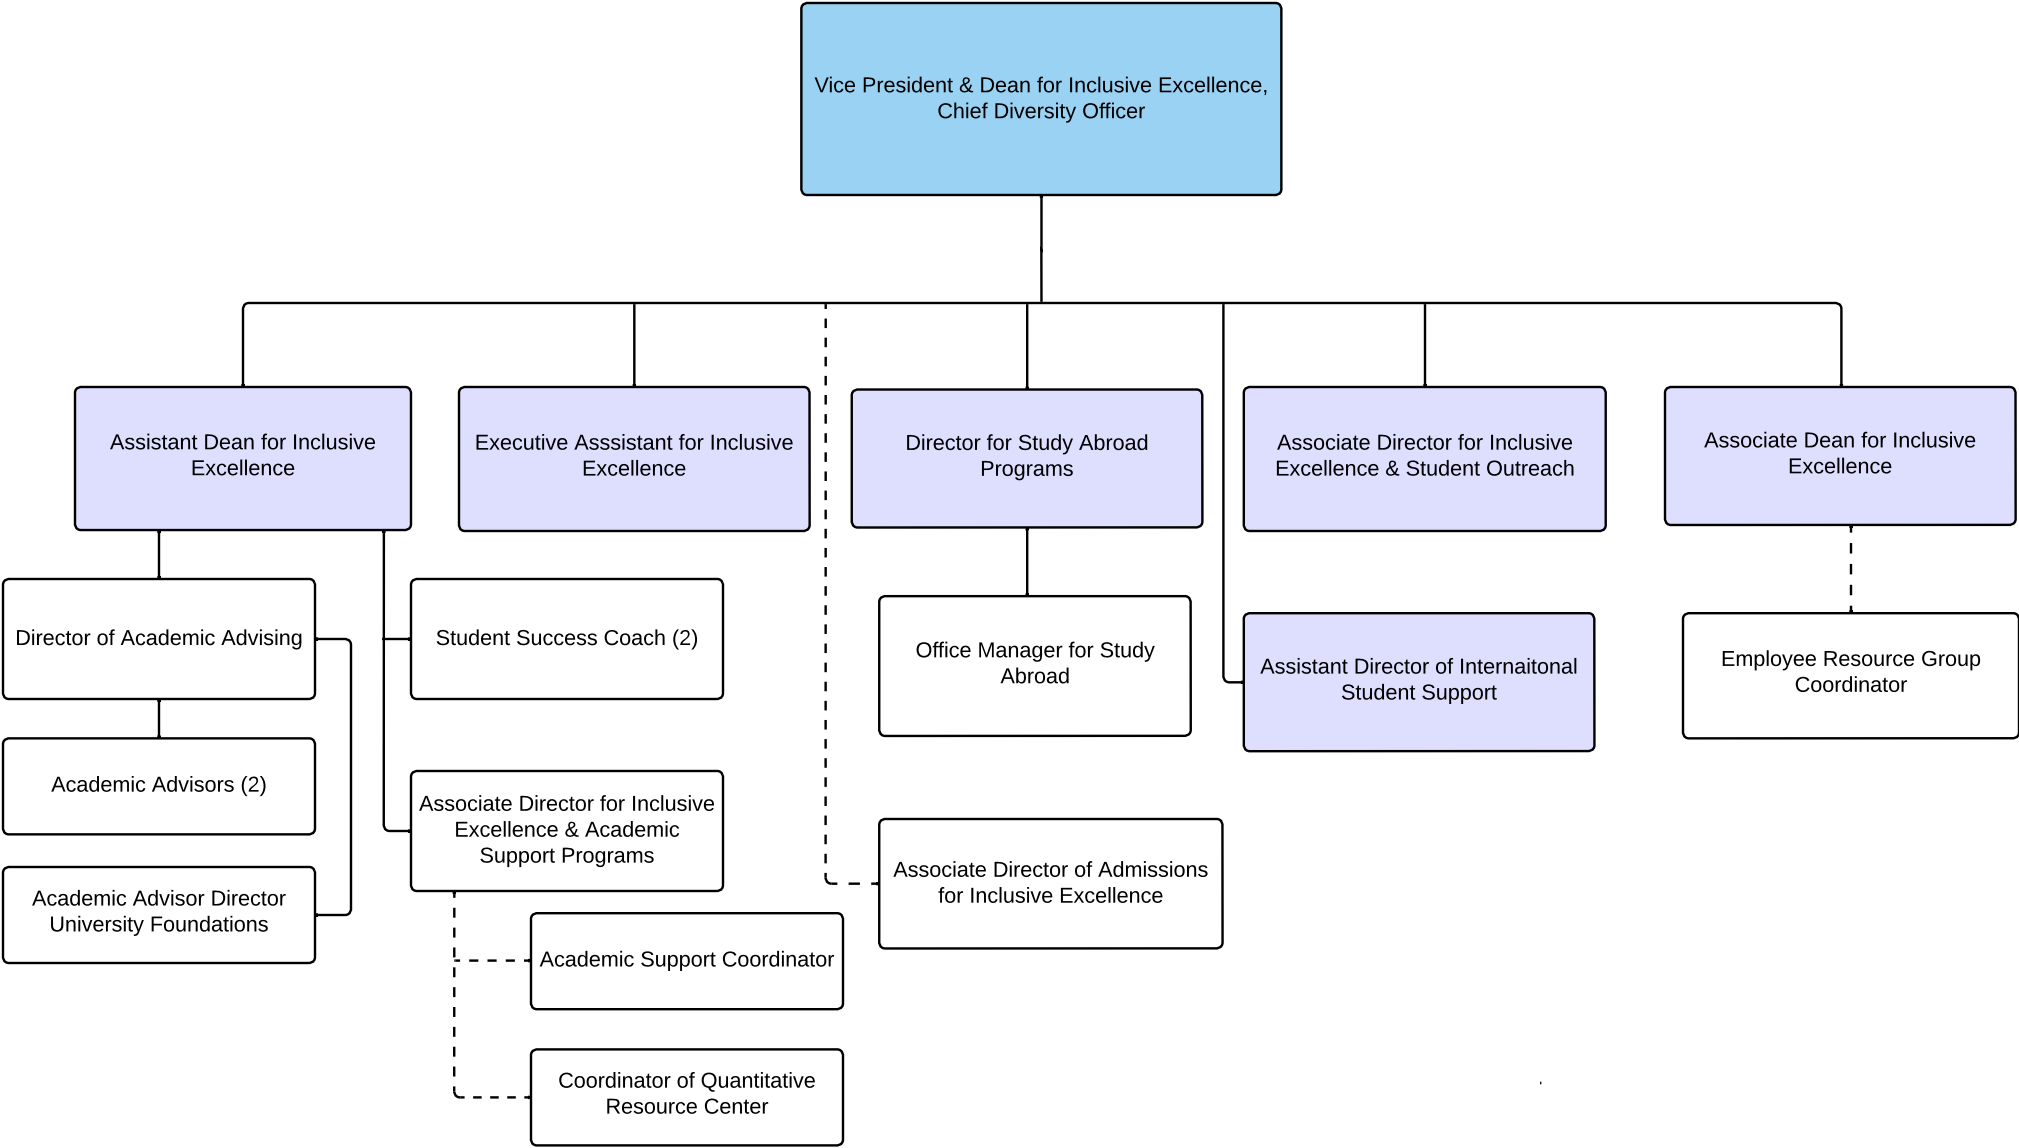 Vice President & Dean for Inclusive Excellence,
Chief Diversity Officer
Assistant Dean for Inclusive
Excellence
Executive Asssistant for Inclusive
Excellence
Director for Study Abroad
Programs
Associate Director for Inclusive
Excellence & Student Outreach
Associate Dean for Inclusive
Excellence
Director of Academic Advising
Student Success Coach (2)
Office Manager for Study
Abroad
Assistant Director of Internaitonal
Student Support
Employee Resource Group
Coordinator
Academic Advisors (2)
Associate Director for Inclusive
Excellence & Academic
Support Programs
Academic Advisor Director
University Foundations
Associate Director of Admissions
for Inclusive Excellence
Academic Support Coordinator
Coordinator of Quantitative
Resource Center